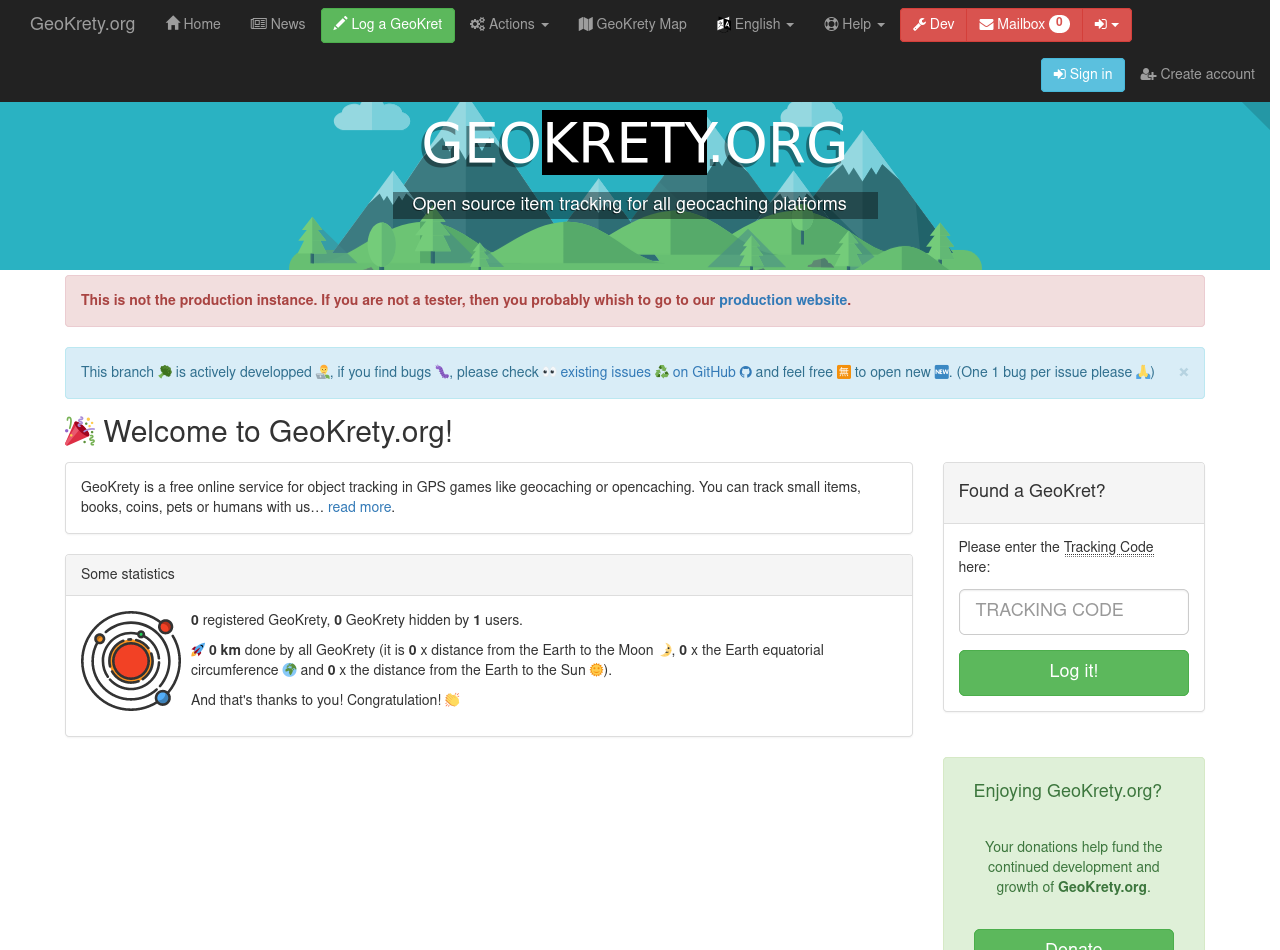 GeoKrety.org Home News Log a GeoKret Actions GeoKrety Map English Help Dev Mailbox 0
Sign in Create account
GEOKRETY.ORG
Open source item tracking for all geocaching platforms
This is not the production instance. If you are not a tester, then you probably whish to go to our production website.
This branch 🌳 is actively developped 👨‍🔬, if you find bugs 🐛, please check 👀 existing issues ♻ on GitHub and feel free 🈚 to open new 🆕. (One 1 bug per issue please 🙏) ×
🎉 Welcome to GeoKrety.org!
GeoKrety is a free online service for object tracking in GPS games like geocaching or opencaching. You can track small items,
books, coins, pets or humans with us… read more.
Some statistics
0 registered GeoKrety, 0 GeoKrety hidden by 1 users.
🚀 0 km done by all GeoKrety (it is 0 x distance from the Earth to the Moon 🌛, 0 x the Earth equatorial
circumference 🌍 and 0 x the distance from the Earth to the Sun 🌞).
And that's thanks to you! Congratulation! 👏
Found a GeoKret?
Please enter the Tracking Code
here:
TRACKING CODE
Log it!
Enjoying GeoKrety.org?
Your donations help fund the
continued development and
growth of GeoKrety.org.
Donate